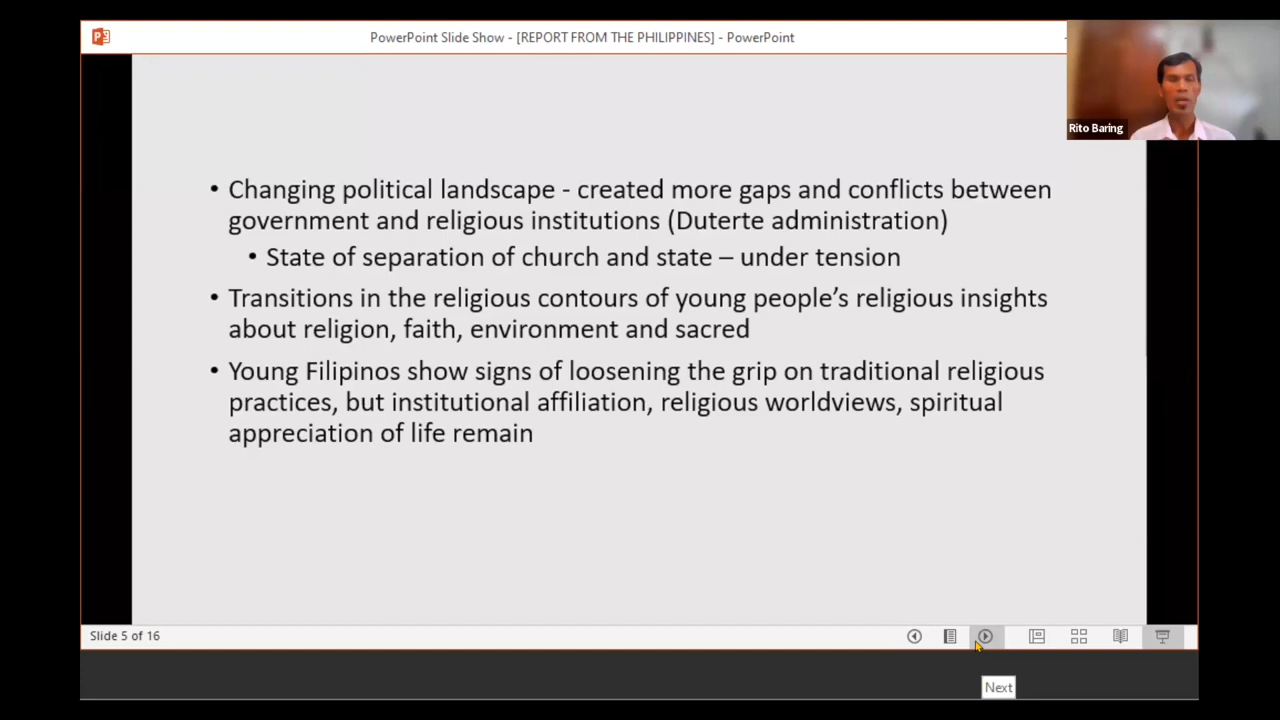 PowerPoint Slide Show - [REPORT FROM THE PHILIPPINES] - PowerPoint
Rito Baring
• Changing political landscape - created more gaps and conflicts between
government and religious institutions (Duterte administration)
• State of separation of church and state – under tension
• Transitions in the religious contours of young people’s religious insights
about religion, faith, environment and sacred
• Young Filipinos show signs of loosening the grip on traditional religious
practices, but institutional affiliation, religious worldviews, spiritual
appreciation of life remain
Slide 5 of 16
Next